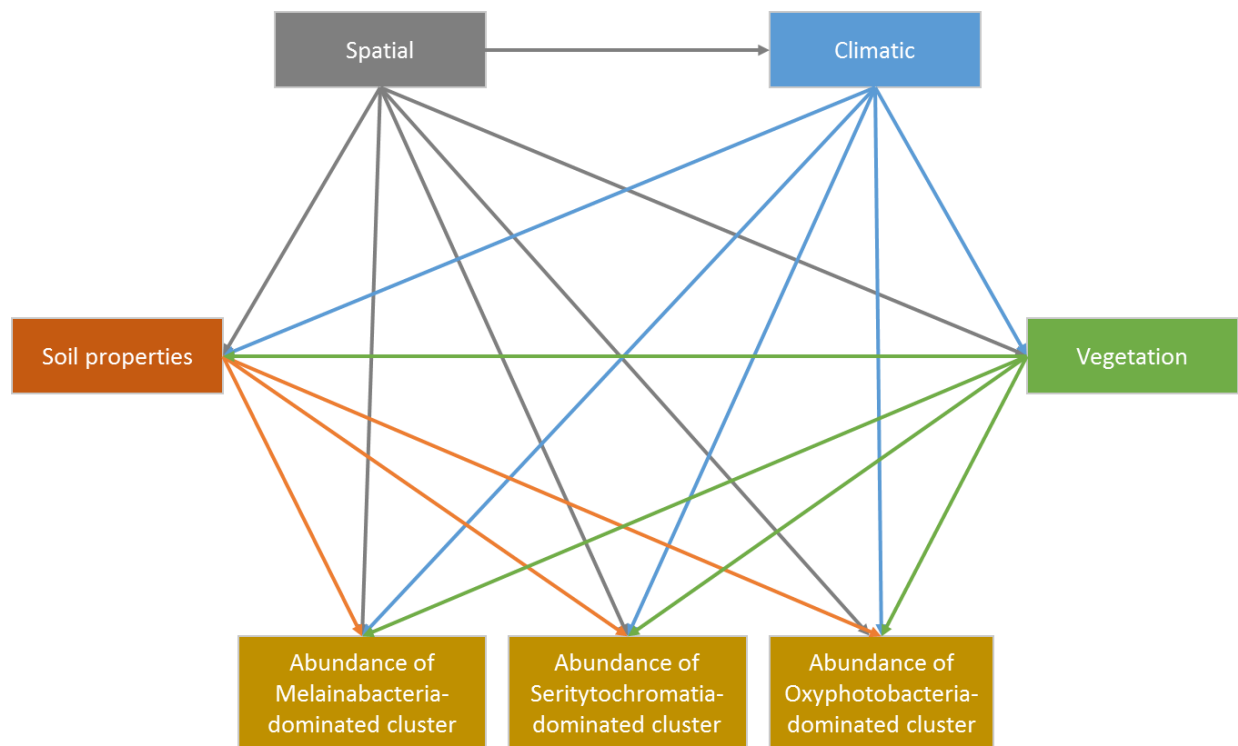 Spatial
Climatic
Soil properties
Vegetation
Abundance of
Melainabacteria-
dominated cluster
Abundance of
Seritytochromatia-
dominated cluster
Abundance of
Oxyphotobacteria-
dominated cluster